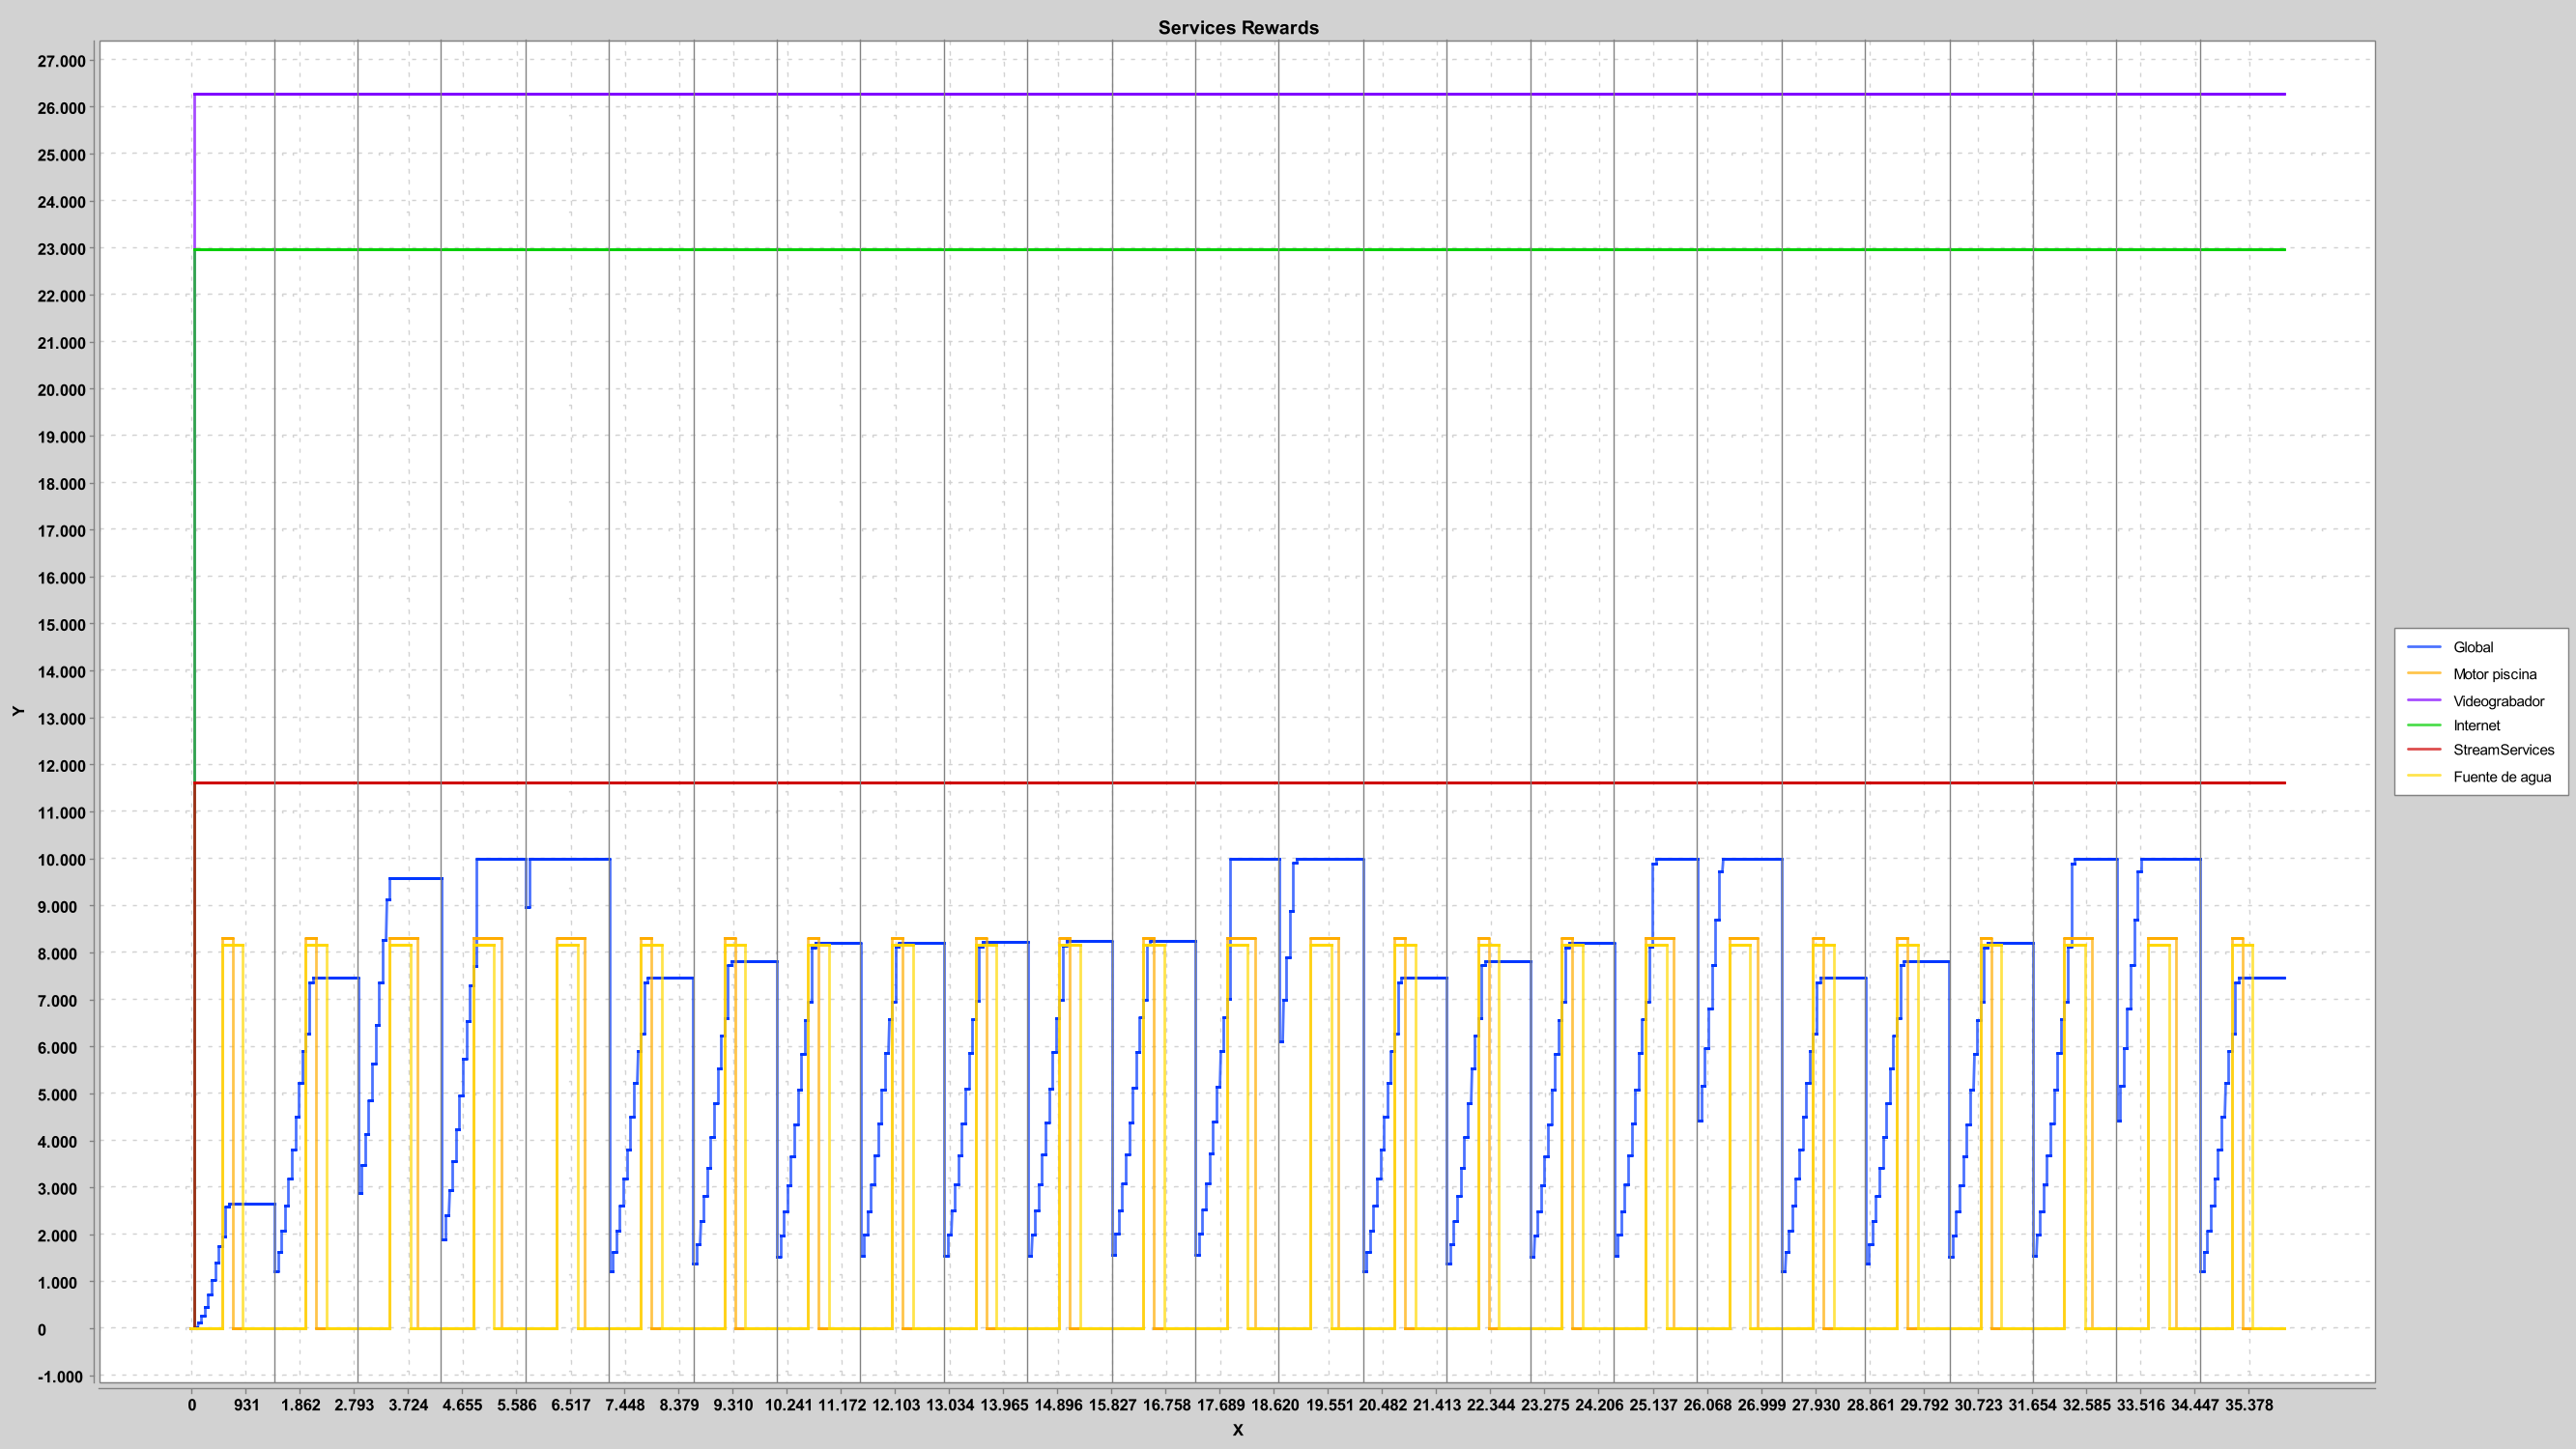 Services Rewards
27.000
26.000
25.000
24.000
23.000
22.000
21.000
20.000
19.000
18.000
17.000
16.000
15.000
14.000
13.000
12.000
11.000
10.000
9.000
8.000
7.000
6.000
5.000
4.000
3.000
2.000
1.000
0
-1.000
Y
0 931 1.862 2.793 3.724 4.655 5.586 6.517 7.448 8.379 9.310 10.241 11.172 12.103 13.034 13.965 14.896 15.827 16.758 17.689 18.620 19.551 20.482 21.413 22.344 23.275 24.206 25.137 26.068 26.999 27.930 28.861 29.792 30.723 31.654 32.585 33.516 34.447 35.378
X
Global
Motor piscina
Videograbador
Internet
StreamServices
Fuente de agua